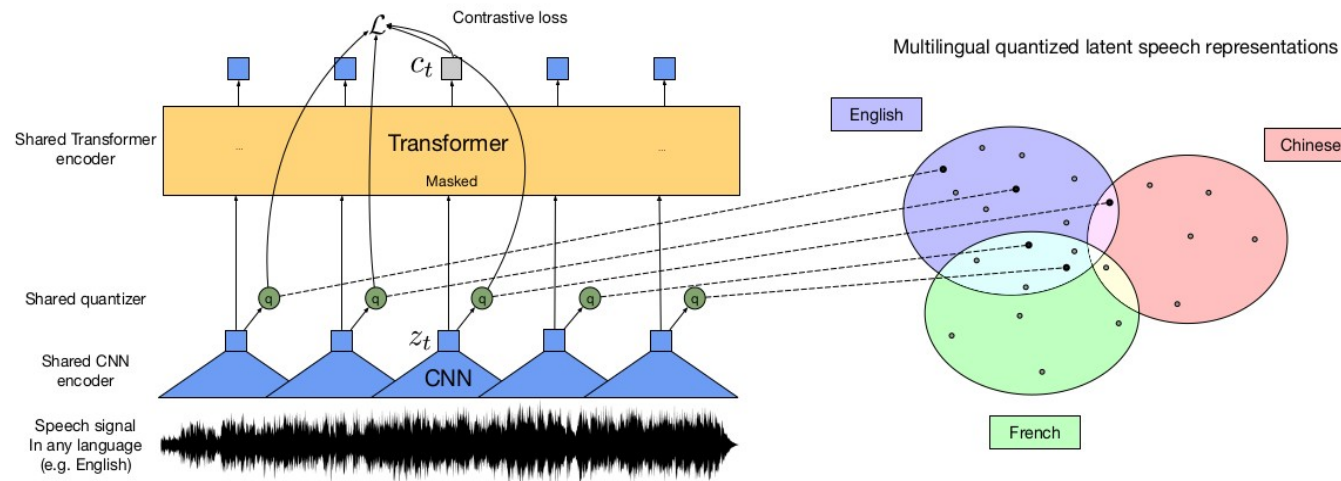 Contrastive loss
ℒ
Multilingual quantized latent speech representations
c_t
English
Chinese
Shared Transformer
encoder
...
Transformer
...
Masked
Shared quantizer
q
q
q
q
q
z_t
Shared CNN
encoder
CNN
Speech signal
In any language
(e.g. English)
French